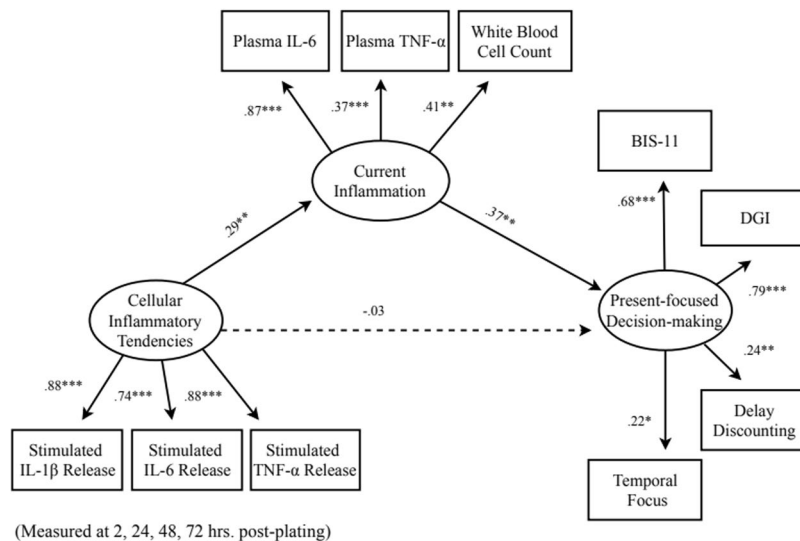 Plasma IL-6
Plasma TNF-α
White Blood
Cell Count
.87***
.37***
.41**
BIS-11
Current
Inflammation
.68***
DGI
.29**
.37**
.79***
Cellular
Inflammatory
Tendencies
-.03
Present-focused
Decision-making
.24**
.88***
.74***
.88***
.22*
Delay
Discounting
Stimulated
IL-1β Release
Stimulated
IL-6 Release
Stimulated
TNF-α Release
Temporal
Focus
(Measured at 2, 24, 48, 72 hrs. post-plating)